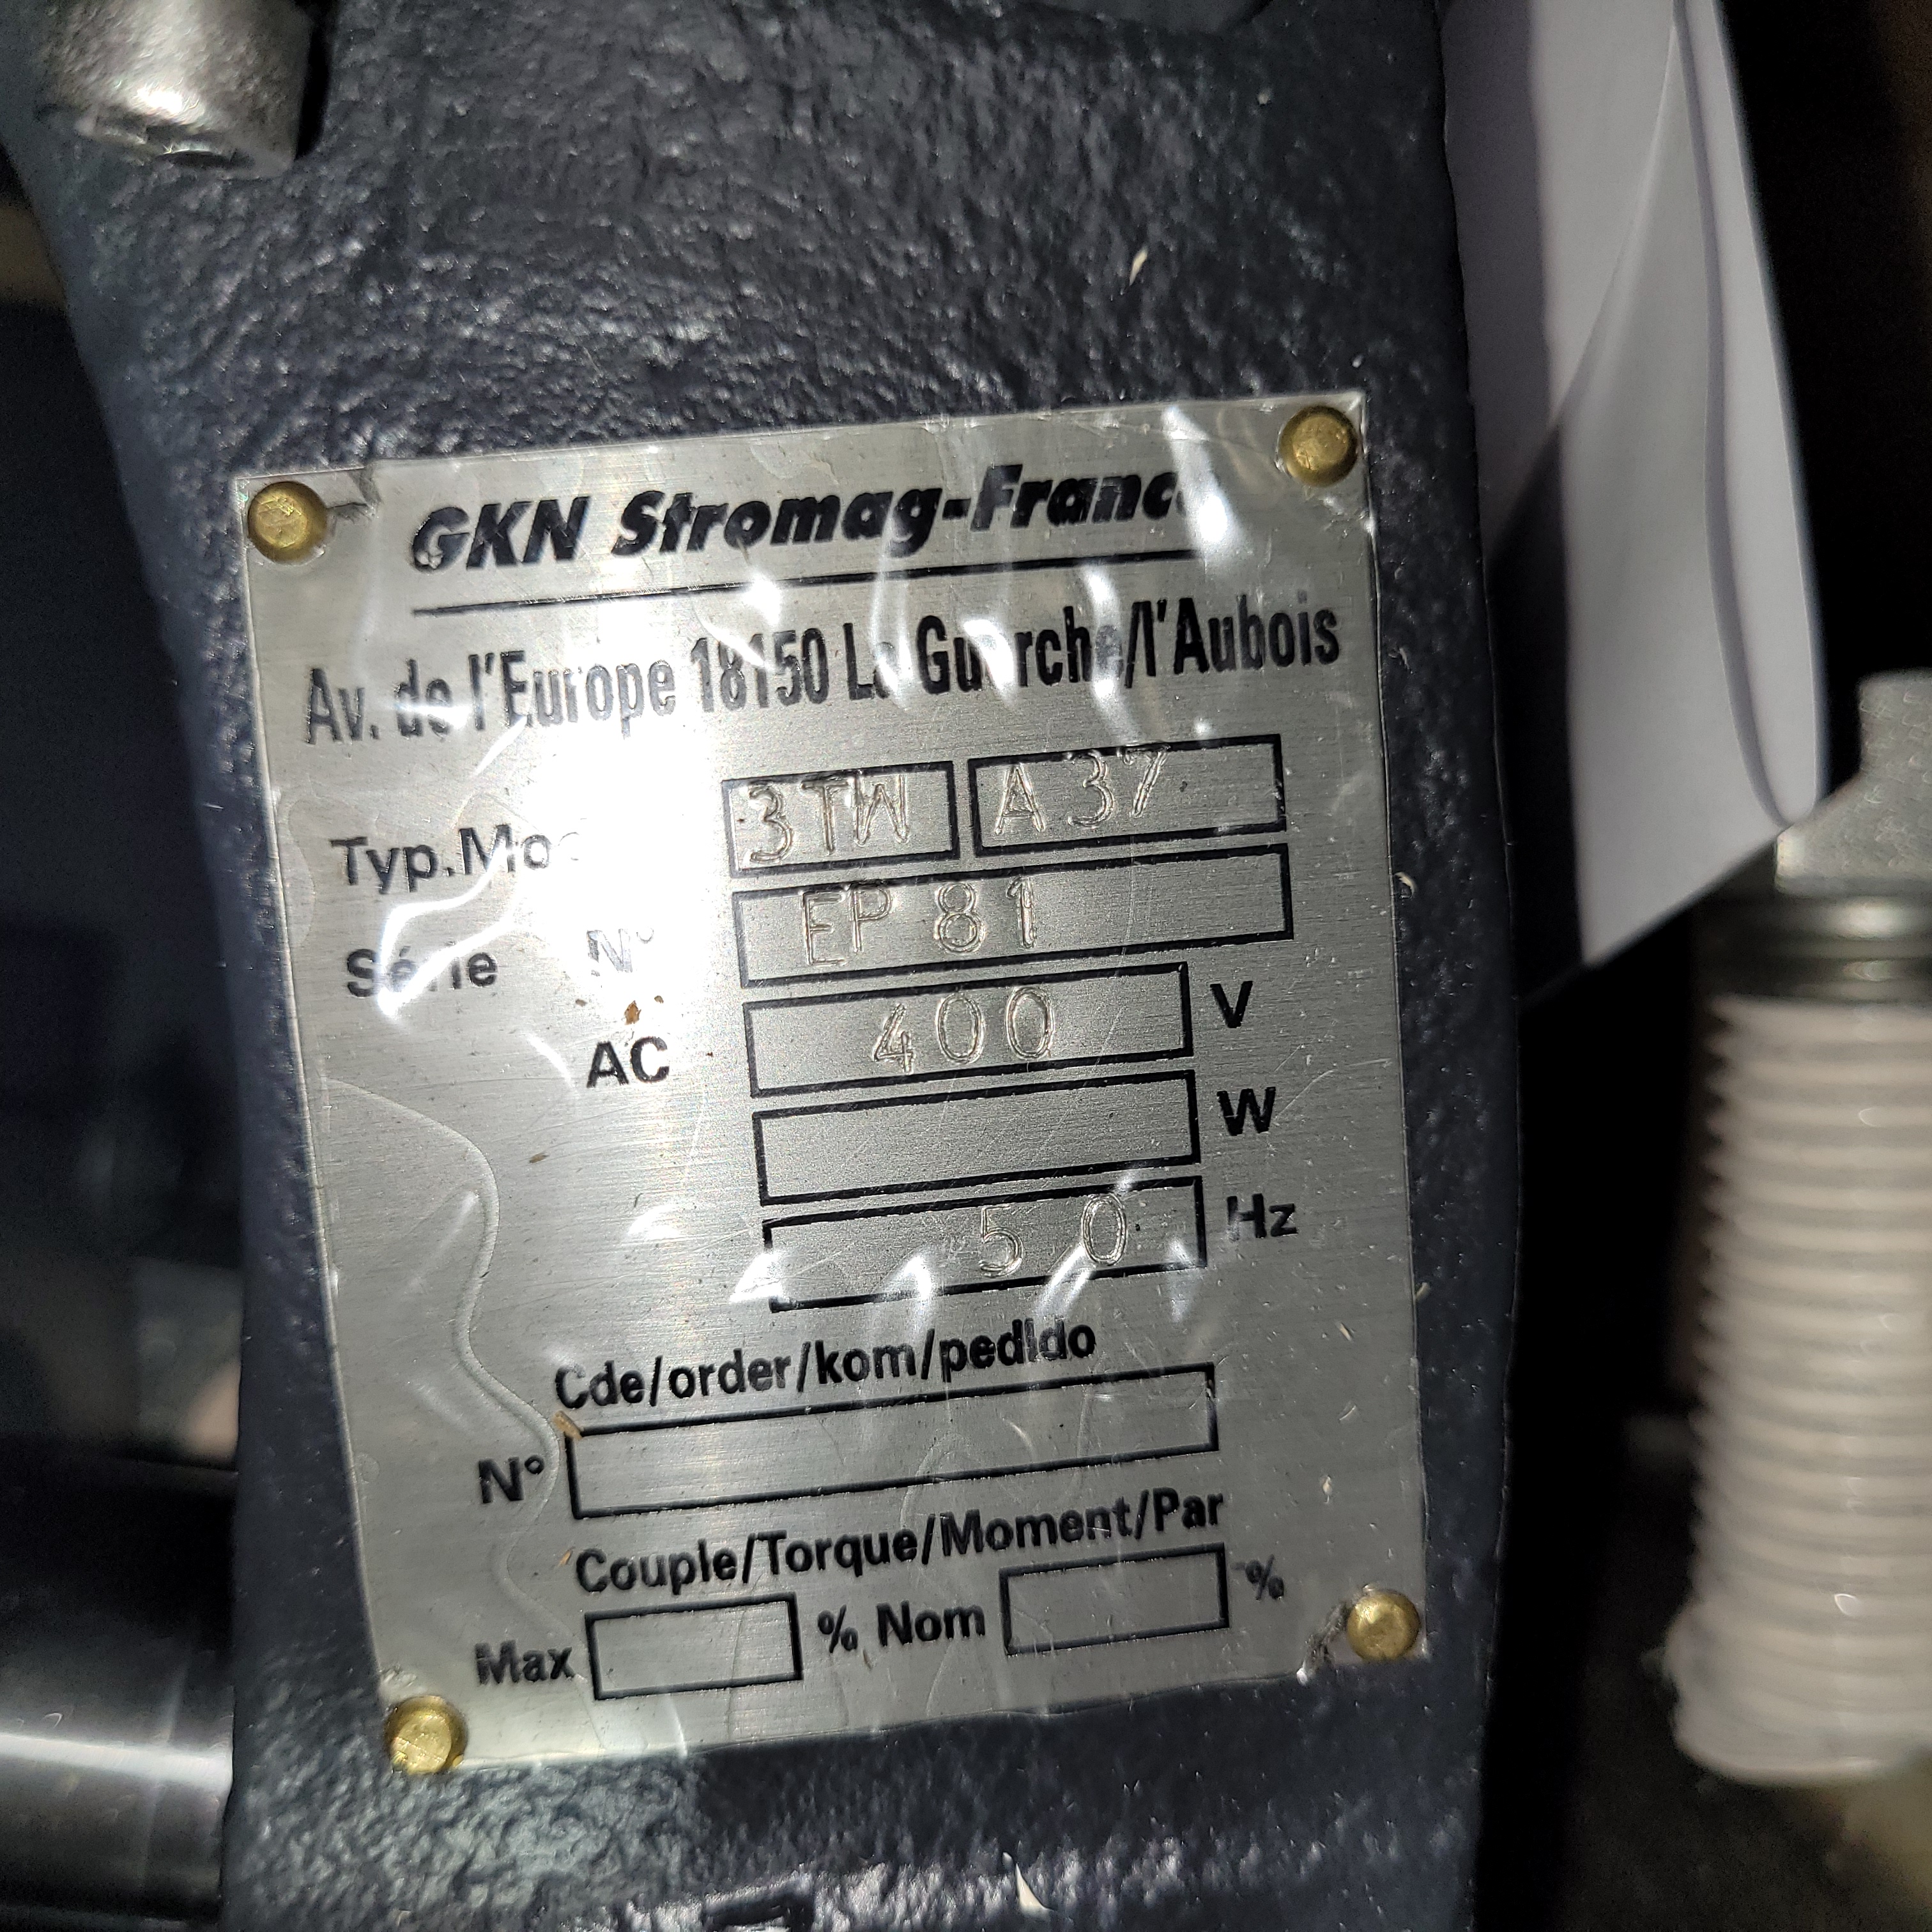 GKN Stromag-France
Av. de l'Europe 18150 La Guerche/l'Aubois
Typ.Mod 3TW A 37
Série N° EP 81
AC 400 V
W
50 Hz
Cde/order/kom/pedido
N°
Couple/Torque/Moment/Par
Max % Nom %